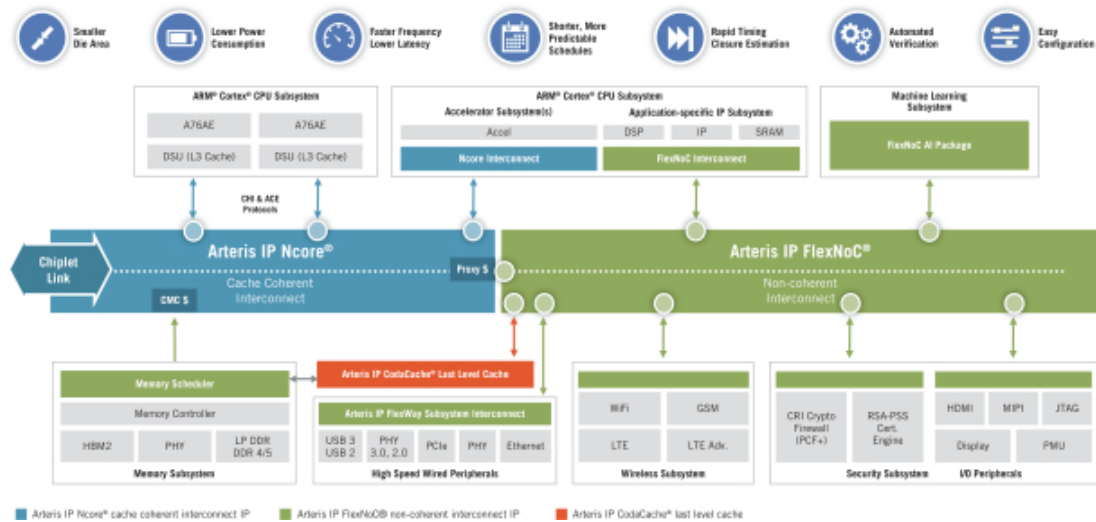 Smaller
Die Area
Lower Power
Consumption
Faster Frequency
Lower Latency
Shorter, More
Predictable
Schedules
Rapid Timing
Closure Estimation
Automated
Verification
Easy
Configuration
ARM® Cortex® CPU Subsystem
A76AE
A76AE
DSU (L3 Cache)
DSU (L3 Cache)
ARM® Cortex® CPU Subsystem
Accelerator Subsystem(s)
Application-specific IP Subsystem
Accel
DSP
IP
SRAM
Ncore Interconnect
FlexNoC Interconnect
Machine Learning
Subsystem
FlexNoC AI Package
CHI & ACE
Protocols
Chiplet
Link
Arteris IP Ncore®
Cache Coherent
Interconnect
CMC $
Proxy $
Arteris IP FlexNoC®
Non-coherent
Interconnect
Memory Scheduler
Memory Controller
HBM2
PHY
LP DDR
DDR 4/5
Memory Subsystem
Arteris IP CodaCache® Last Level Cache
Arteris IP FlexWay Subsystem Interconnect
USB 3
USB 2
PHY
3.0, 2.0
PCIe
PHY
Ethernet
High Speed Wired Peripherals
WiFi
GSM
LTE
LTE Adv.
Wireless Subsystem
CRI Crypto
Firewall
(PCF+)
RSA-PSS
Cert.
Engine
Security Subsystem
HDMI
MIPI
JTAG
Display
PMU
I/O Peripherals
Arteris IP Ncore® cache coherent interconnect IP
Arteris IP FlexNoC® non-coherent interconnect IP
Arteris IP CodaCache® last level cache